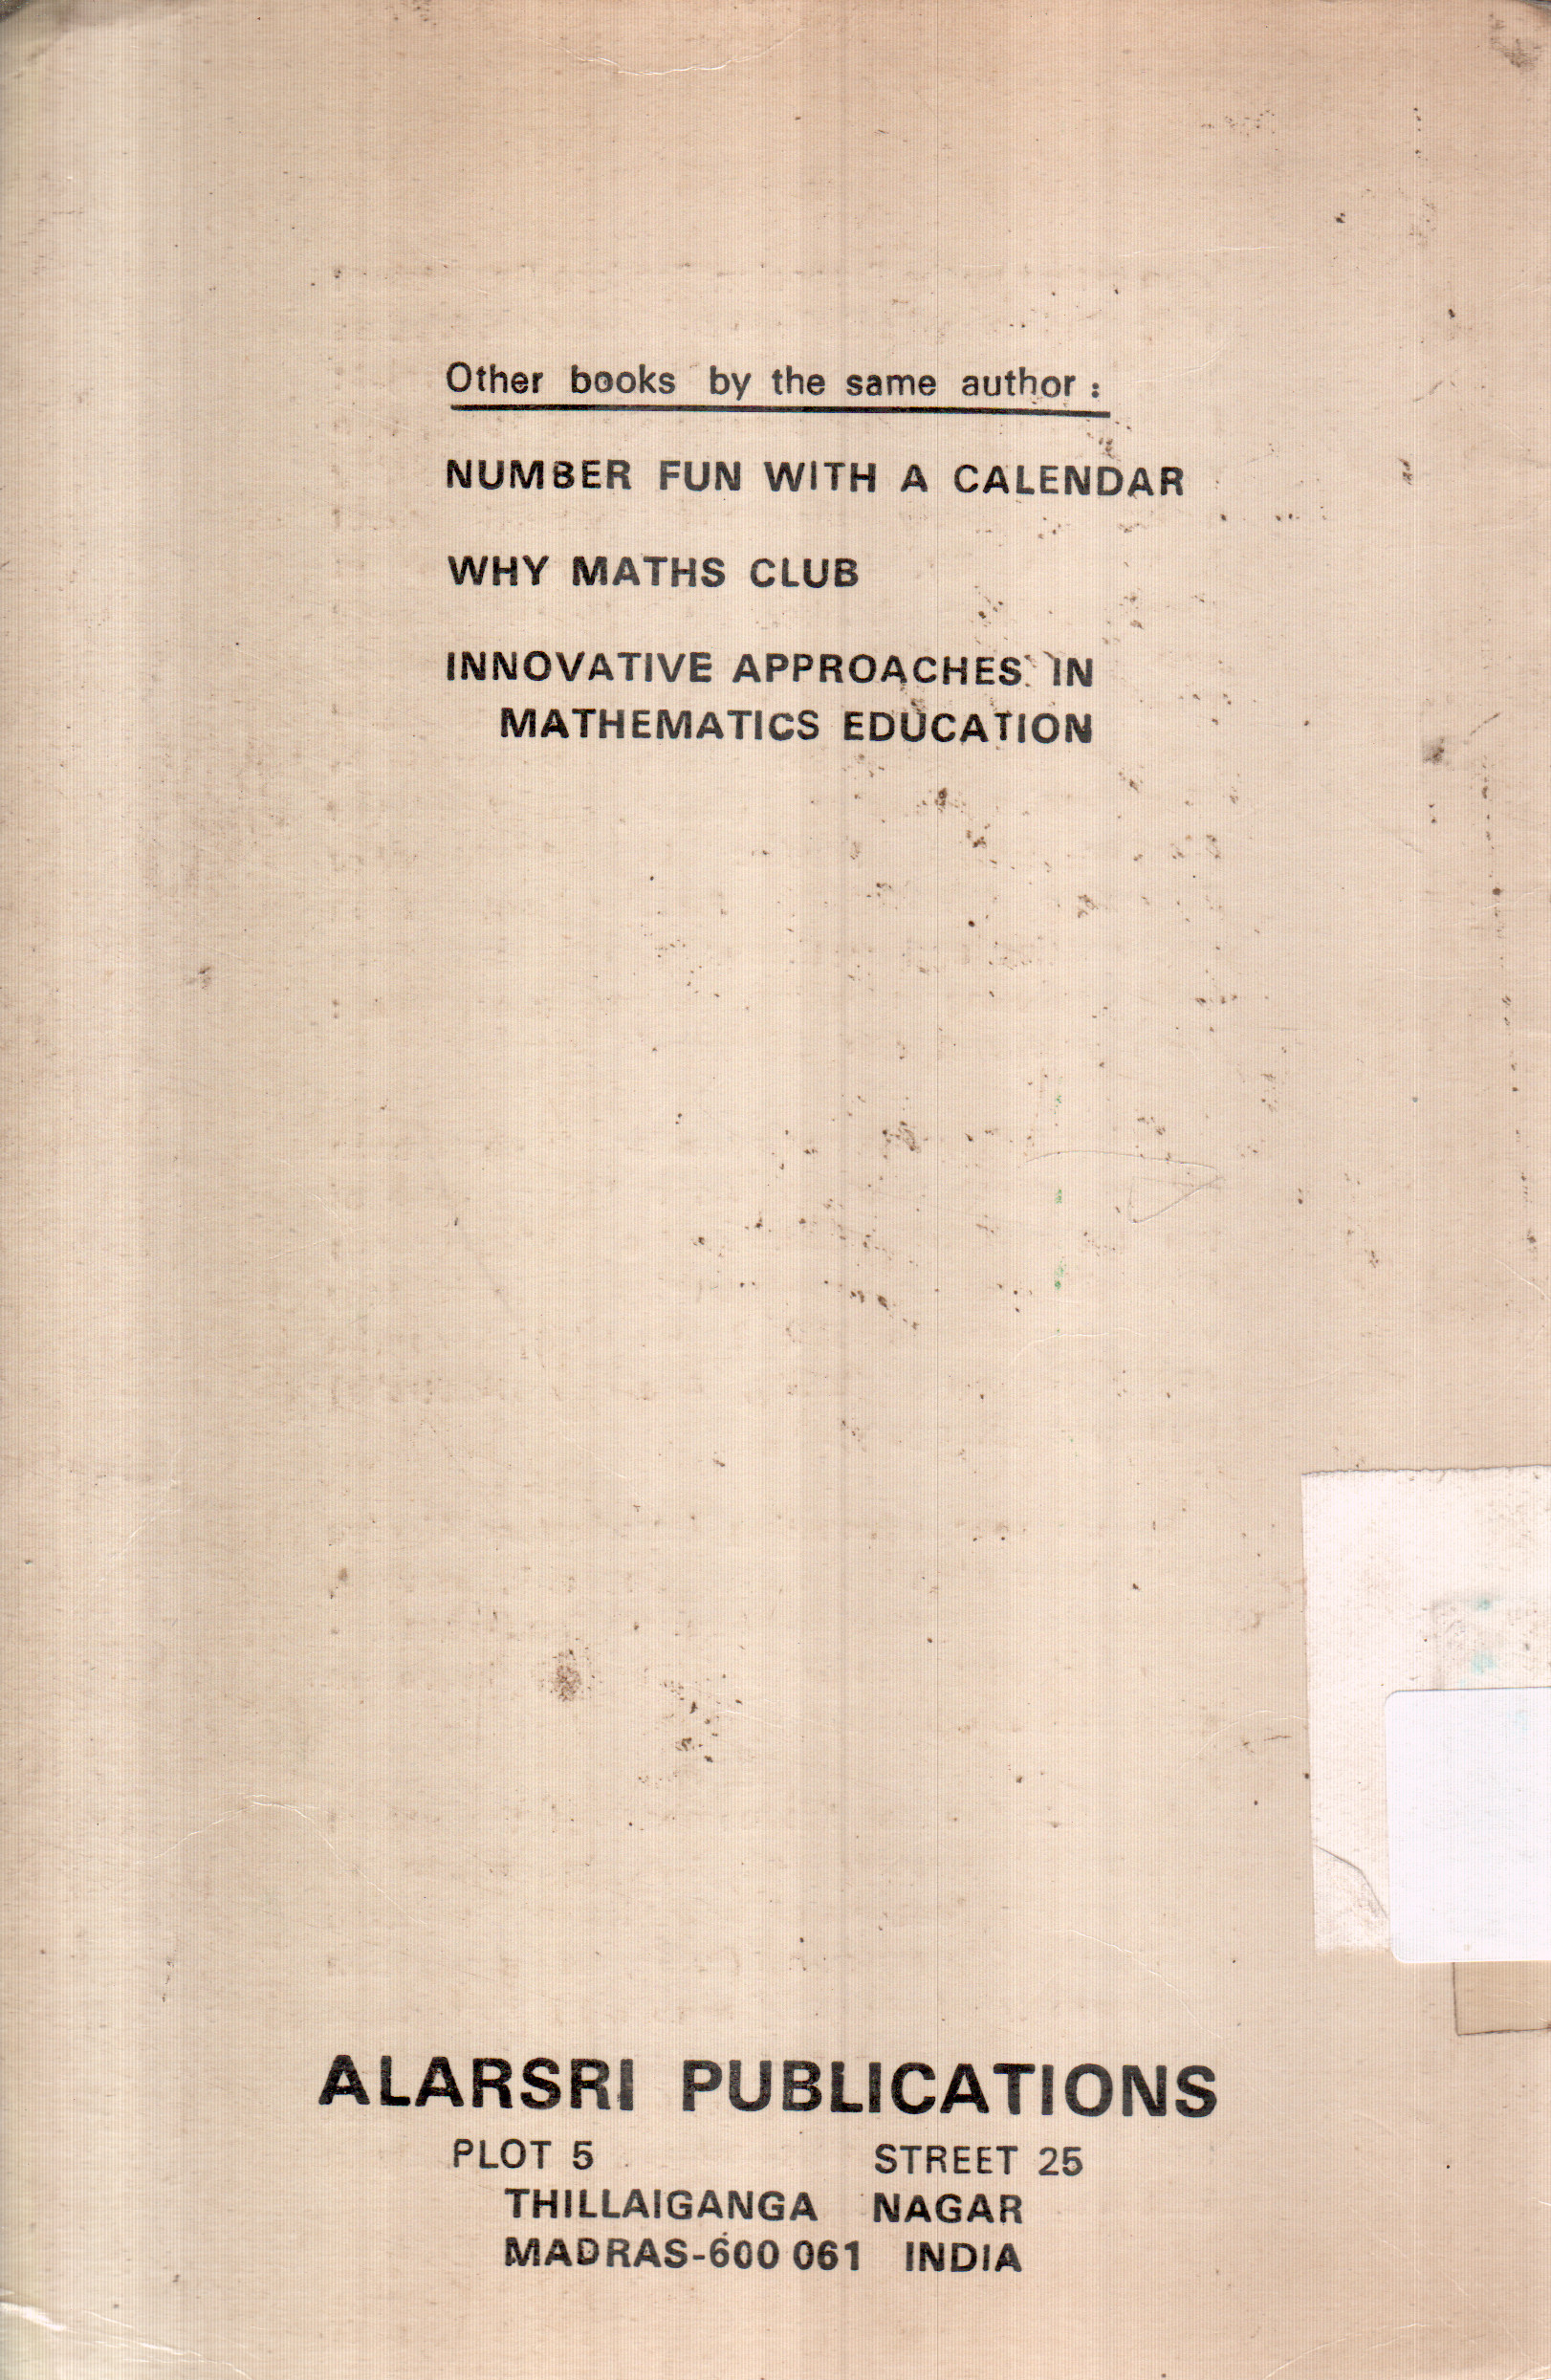 Other books by the same author :
NUMBER FUN WITH A CALENDAR
WHY MATHS CLUB
INNOVATIVE APPROACHES IN
MATHEMATICS EDUCATION
ALARSRI PUBLICATIONS
PLOT 5 STREET 25
THILLAIGANGA NAGAR
MADRAS-600 061 INDIA